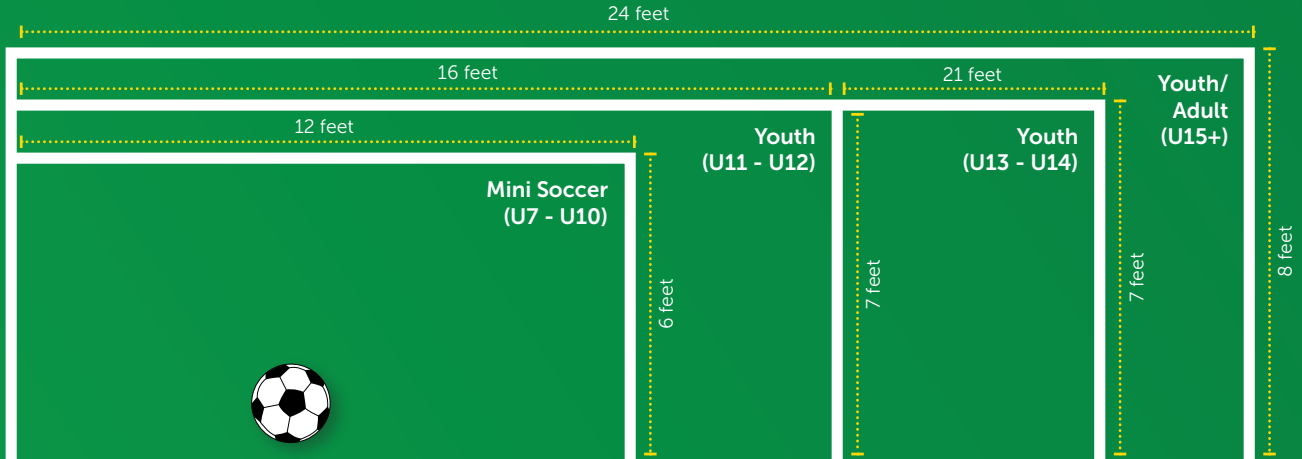 24 feet
16 feet
21 feet
Youth/
Adult
(U15+)
12 feet
Youth
(U11 - U12)
Youth
(U13 - U14)
Mini Soccer
(U7 - U10)
6 feet
7 feet
7 feet
8 feet